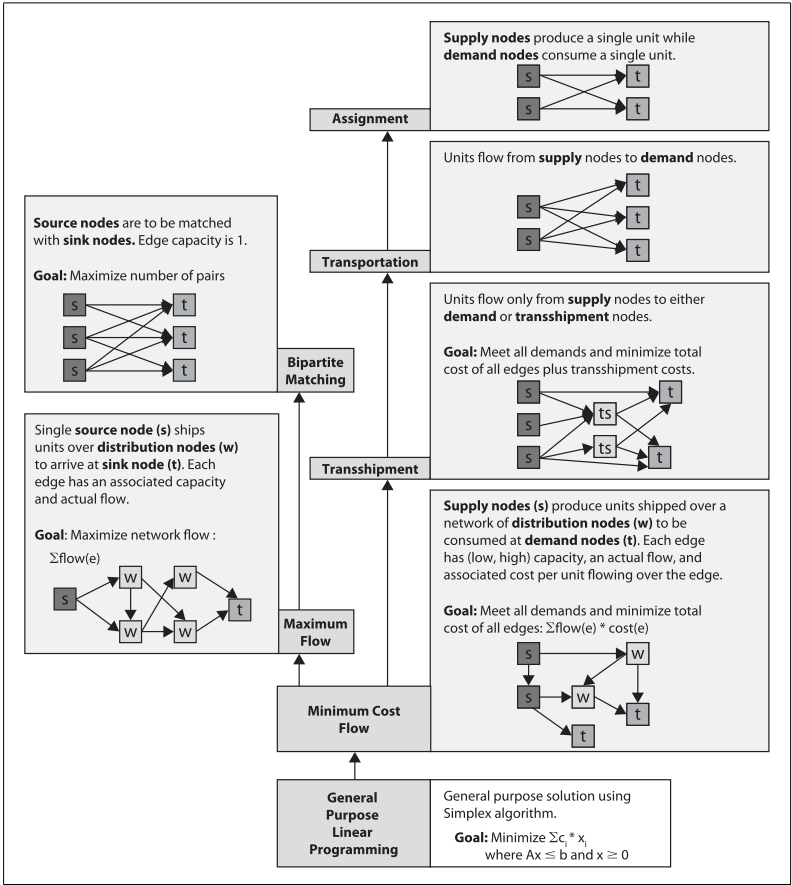 Supply nodes produce a single unit while
demand nodes consume a single unit.
s
t
s
t
Assignment
Units flow from supply nodes to demand nodes.
t
s
t
s
t
Transportation
Source nodes are to be matched
with sink nodes. Edge capacity is 1.
Goal: Maximize number of pairs
s
t
s
t
s
t
Bipartite
Matching
Units flow only from supply nodes to either
demand or transshipment nodes.
Goal: Meet all demands and minimize total
cost of all edges plus transshipment costs.
s
t
ts
s
ts
s
t
Transshipment
Single source node (s) ships
units over distribution nodes (w)
to arrive at sink node (t). Each
edge has an associated capacity
and actual flow.
Goal: Maximize network flow :
Σflow(e)
w
w
s
t
w
w
Maximum
Flow
Supply nodes (s) produce units shipped over a
network of distribution nodes (w) to be
consumed at demand nodes (t). Each edge
has (low, high) capacity, an actual flow, and
associated cost per unit flowing over the edge.
Goal: Meet all demands and minimize total
cost of all edges: Σflow(e) * cost(e)
s
w
s
w
t
t
Minimum Cost
Flow
General
Purpose
Linear
Programming
General purpose solution using
Simplex algorithm.
Goal: Minimize Σcᵢ * xᵢ
where Ax ≤ b and x ≥ 0